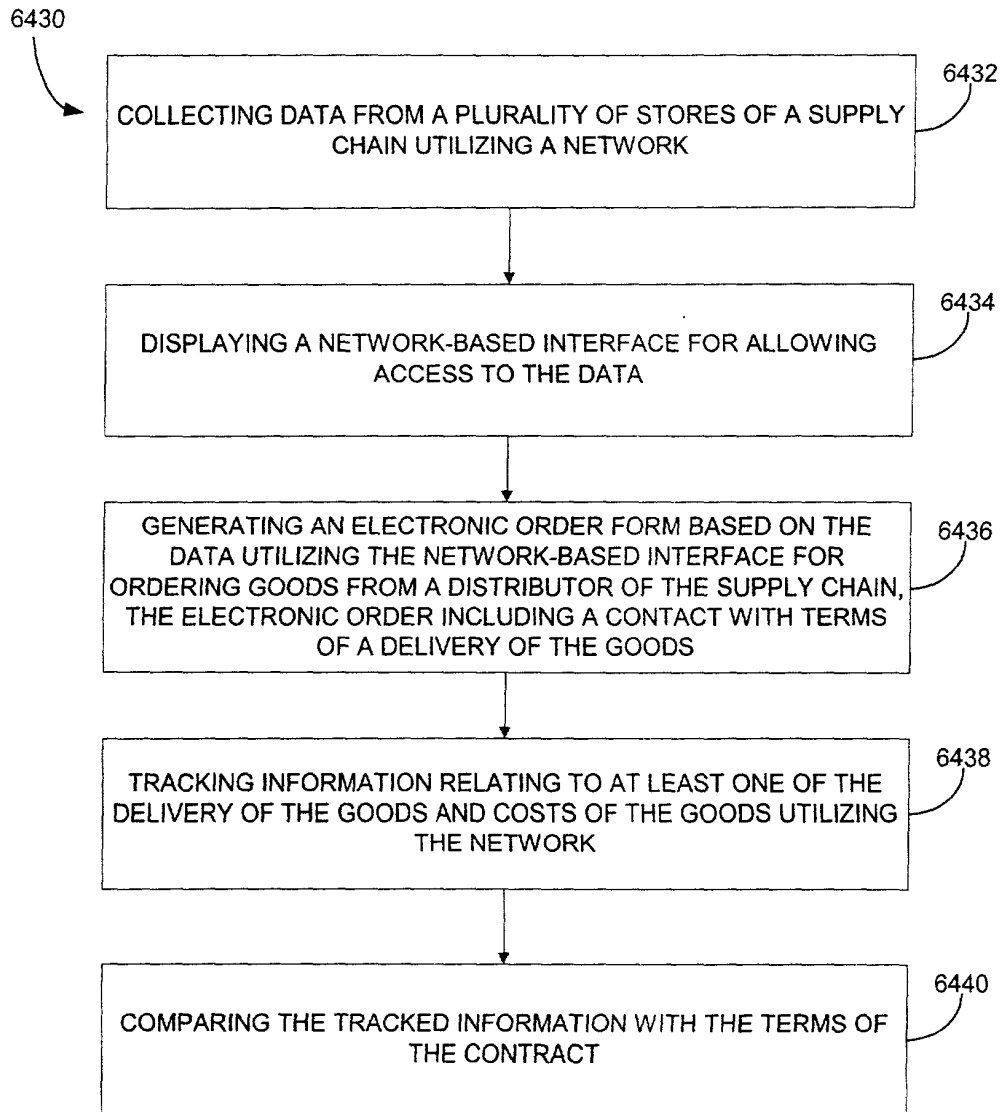 6430
6432
COLLECTING DATA FROM A PLURALITY OF STORES OF A SUPPLY
CHAIN UTILIZING A NETWORK
6434
DISPLAYING A NETWORK-BASED INTERFACE FOR ALLOWING
ACCESS TO THE DATA
6436
GENERATING AN ELECTRONIC ORDER FORM BASED ON THE
DATA UTILIZING THE NETWORK-BASED INTERFACE FOR
ORDERING GOODS FROM A DISTRIBUTOR OF THE SUPPLY CHAIN,
THE ELECTRONIC ORDER INCLUDING A CONTACT WITH TERMS
OF A DELIVERY OF THE GOODS
6438
TRACKING INFORMATION RELATING TO AT LEAST ONE OF THE
DELIVERY OF THE GOODS AND COSTS OF THE GOODS UTILIZING
THE NETWORK
6440
COMPARING THE TRACKED INFORMATION WITH THE TERMS OF
THE CONTRACT